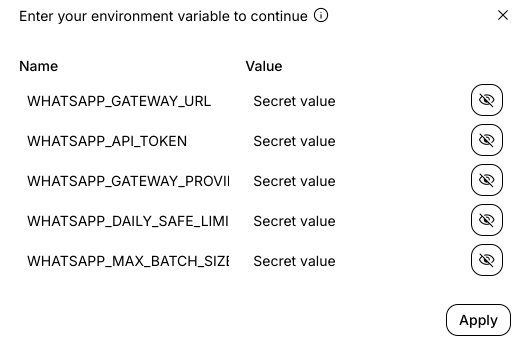 Enter your environment variable to continue
Name Value
WHATSAPP_GATEWAY_URL Secret value
WHATSAPP_API_TOKEN Secret value
WHATSAPP_GATEWAY_PROVI Secret value
WHATSAPP_DAILY_SAFE_LIMI Secret value
WHATSAPP_MAX_BATCH_SIZE Secret value
Apply